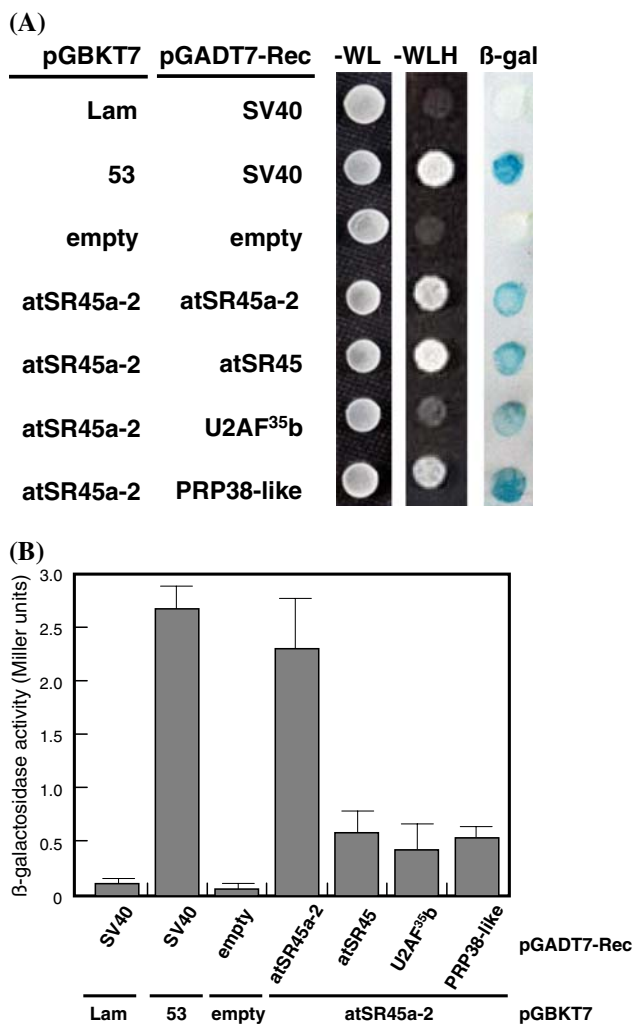 (A)
pGBKT7 pGADT7-Rec -WL -WLH ß-gal
Lam SV40
53 SV40
empty empty
atSR45a-2 atSR45a-2
atSR45a-2 atSR45
atSR45a-2 U2AF³⁵b
atSR45a-2 PRP38-like
(B)
ß-galactosidase activity (Miller units)
3.0
2.5
2.0
1.5
1.0
0.5
0
SV40 SV40 empty atSR45a-2 atSR45 U2AF³⁵b PRP38-like pGADT7-Rec
Lam 53 empty atSR45a-2 pGBKT7